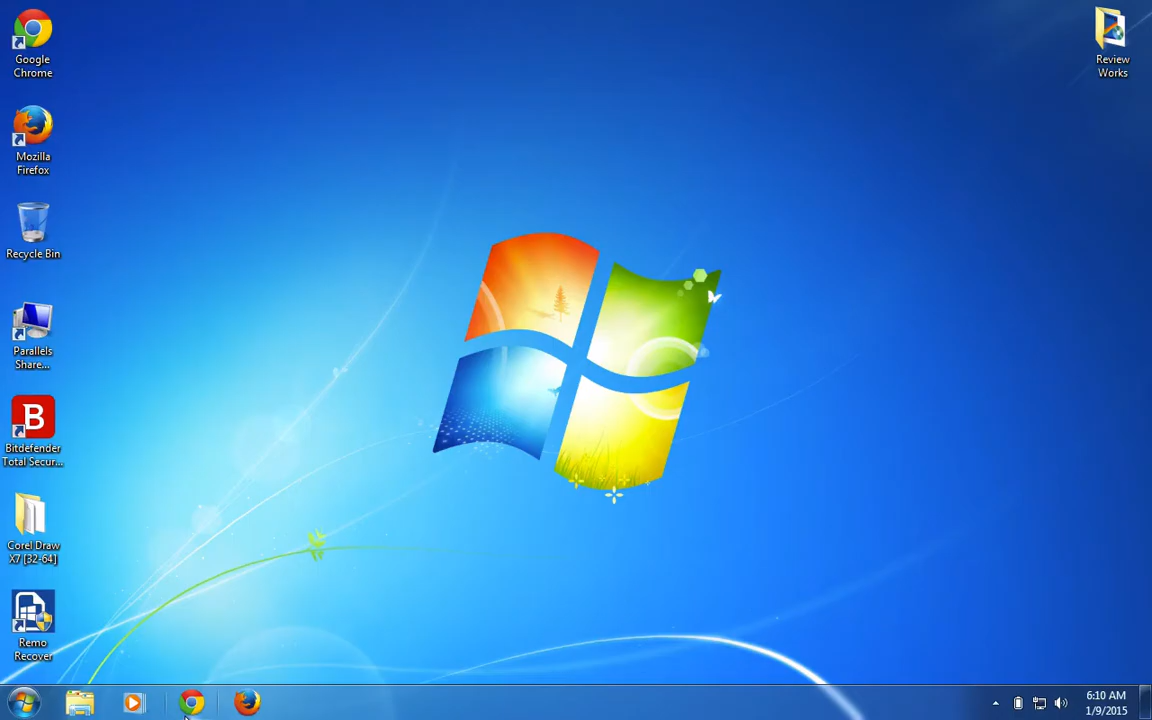 Google
Chrome
Mozilla
Firefox
Recycle Bin
Parallels
Share...
B
Bitdefender
Total Secur...
Corel Draw
X7 [32-64]
Remo
Recover
Review
Works
6:10 AM
1/9/2015